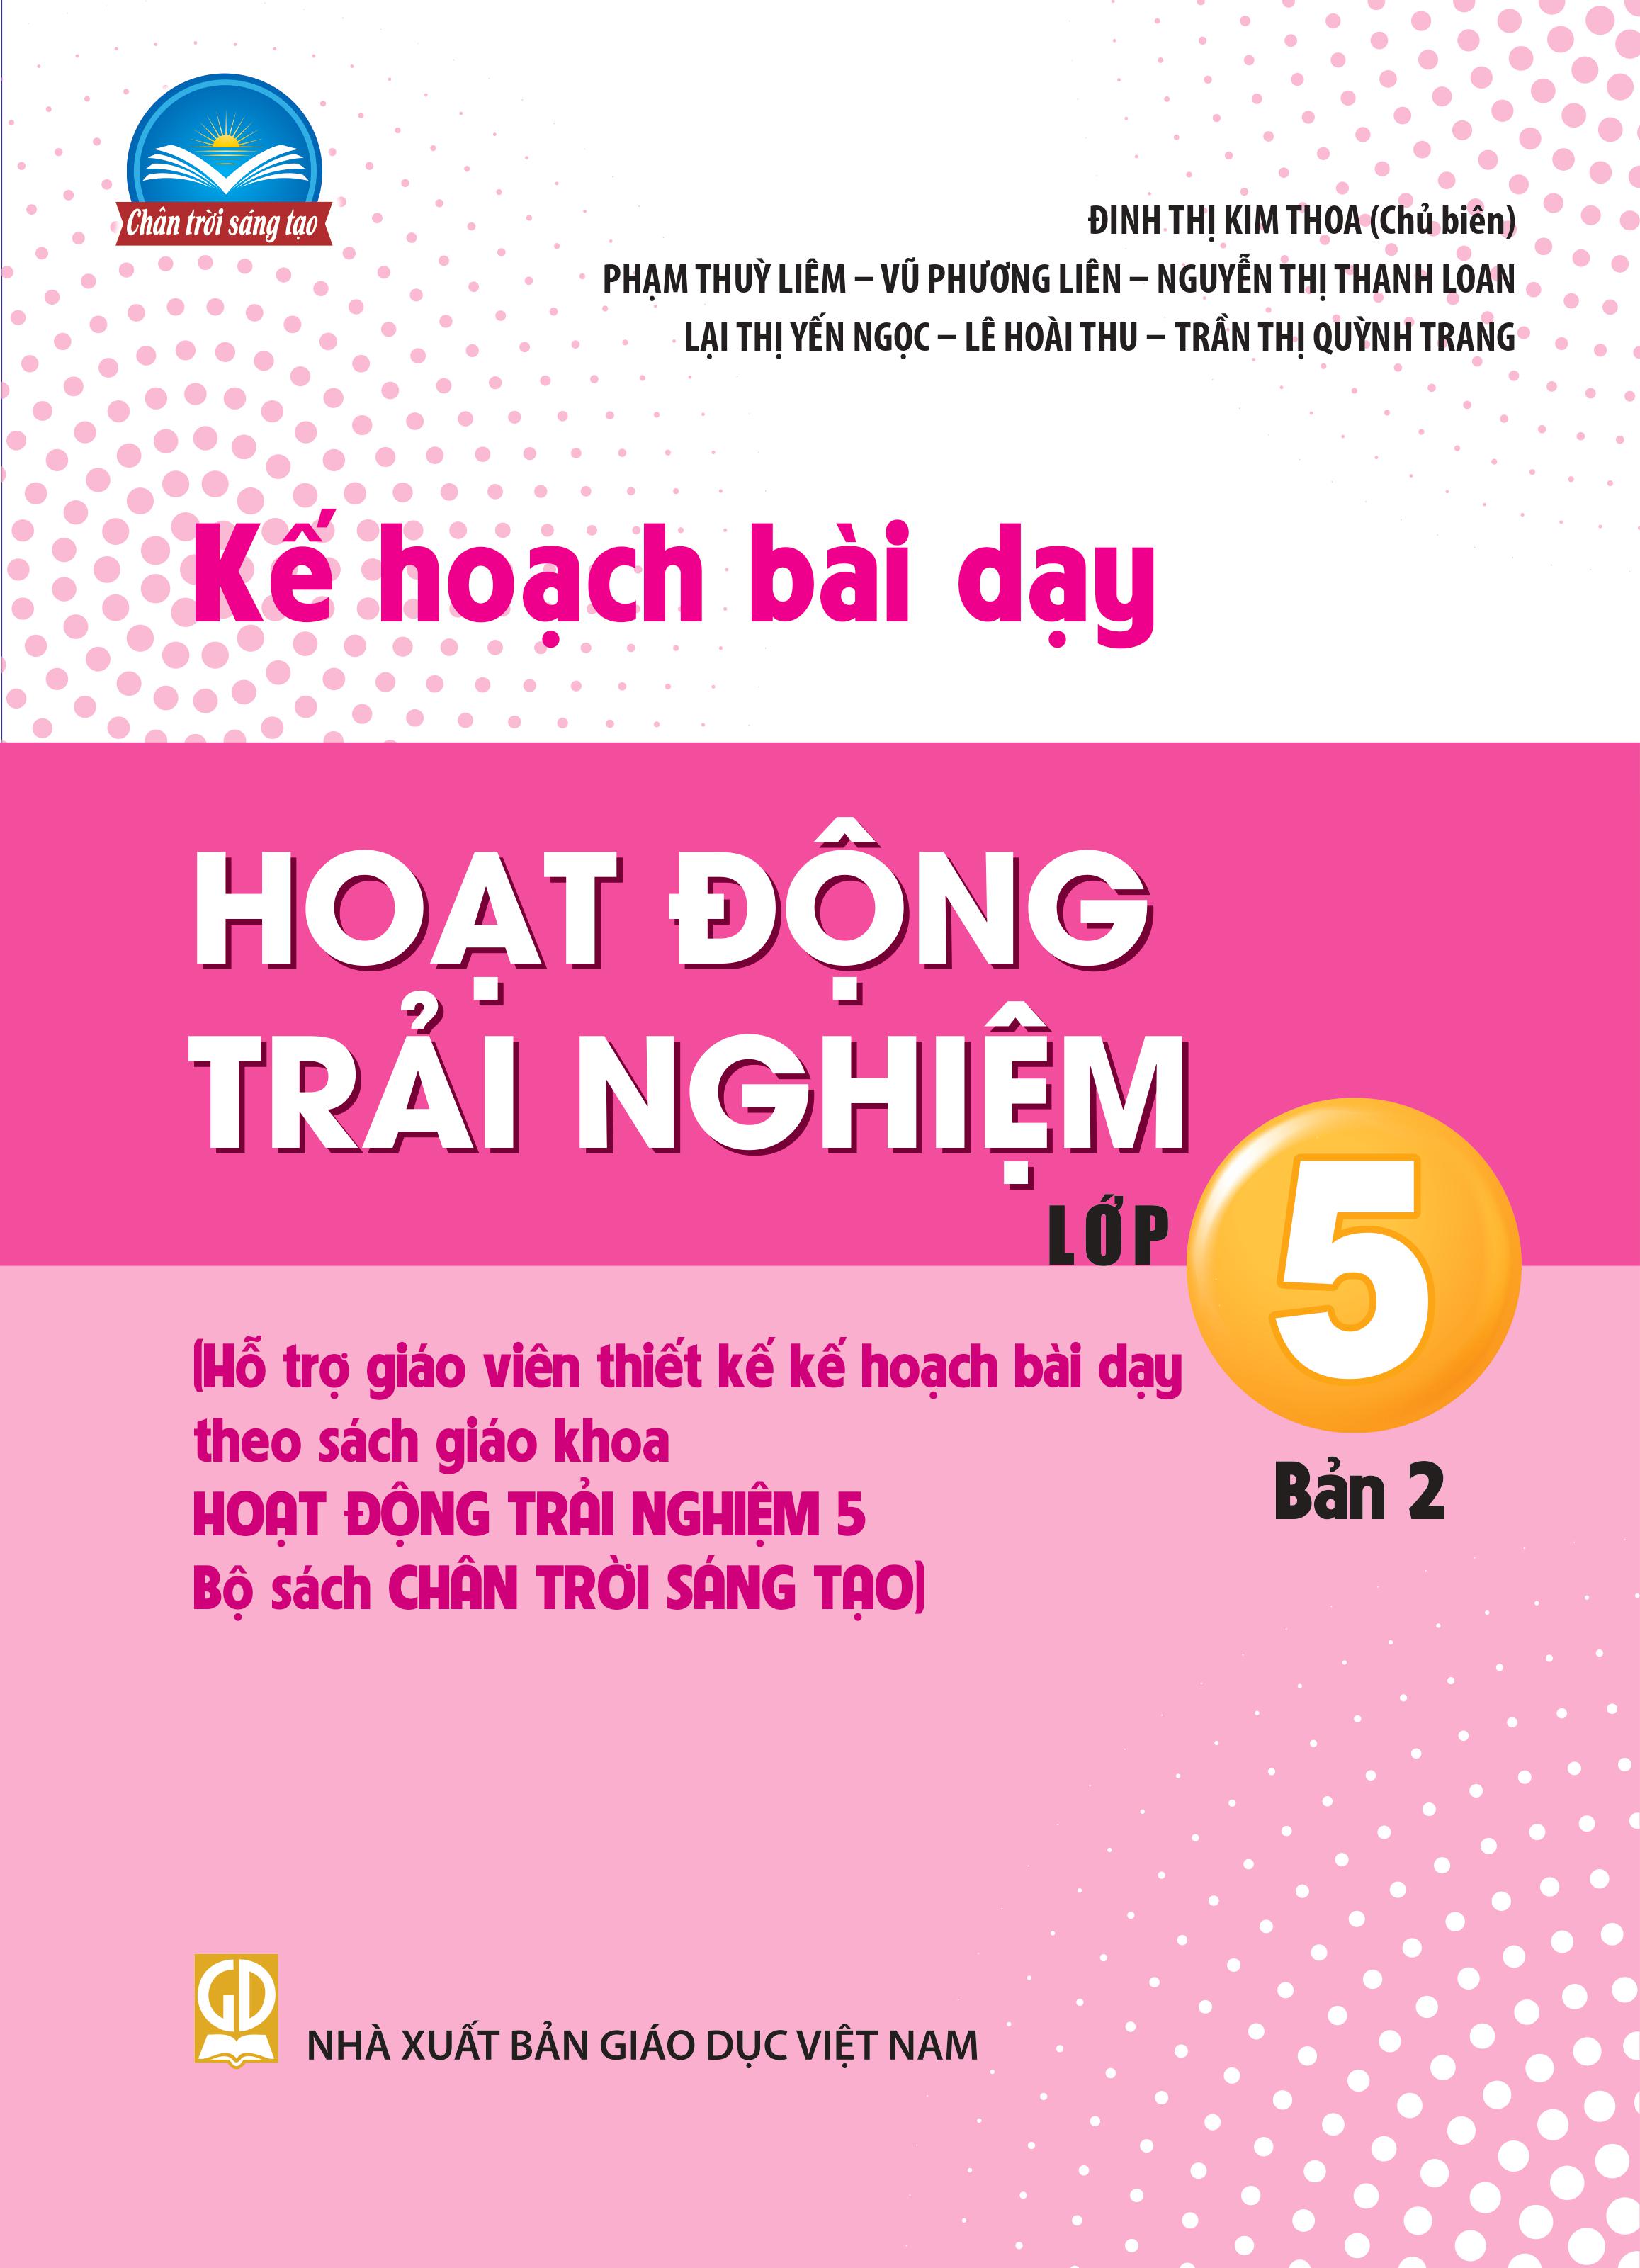 Chân trời sáng tạo
ĐINH THỊ KIM THOA (Chủ biên)
PHẠM THUỲ LIÊM – VŨ PHƯƠNG LIÊN – NGUYỄN THỊ THANH LOAN
LẠI THỊ YẾN NGỌC – LÊ HOÀI THU – TRẦN THỊ QUỲNH TRANG
Kế hoạch bài dạy
HOẠT ĐỘNG
TRẢI NGHIỆM
LỚP 5
(Hỗ trợ giáo viên thiết kế kế hoạch bài dạy
theo sách giáo khoa
HOẠT ĐỘNG TRẢI NGHIỆM 5
Bộ sách CHÂN TRỜI SÁNG TẠO)
Bản 2
GD
NHÀ XUẤT BẢN GIÁO DỤC VIỆT NAM